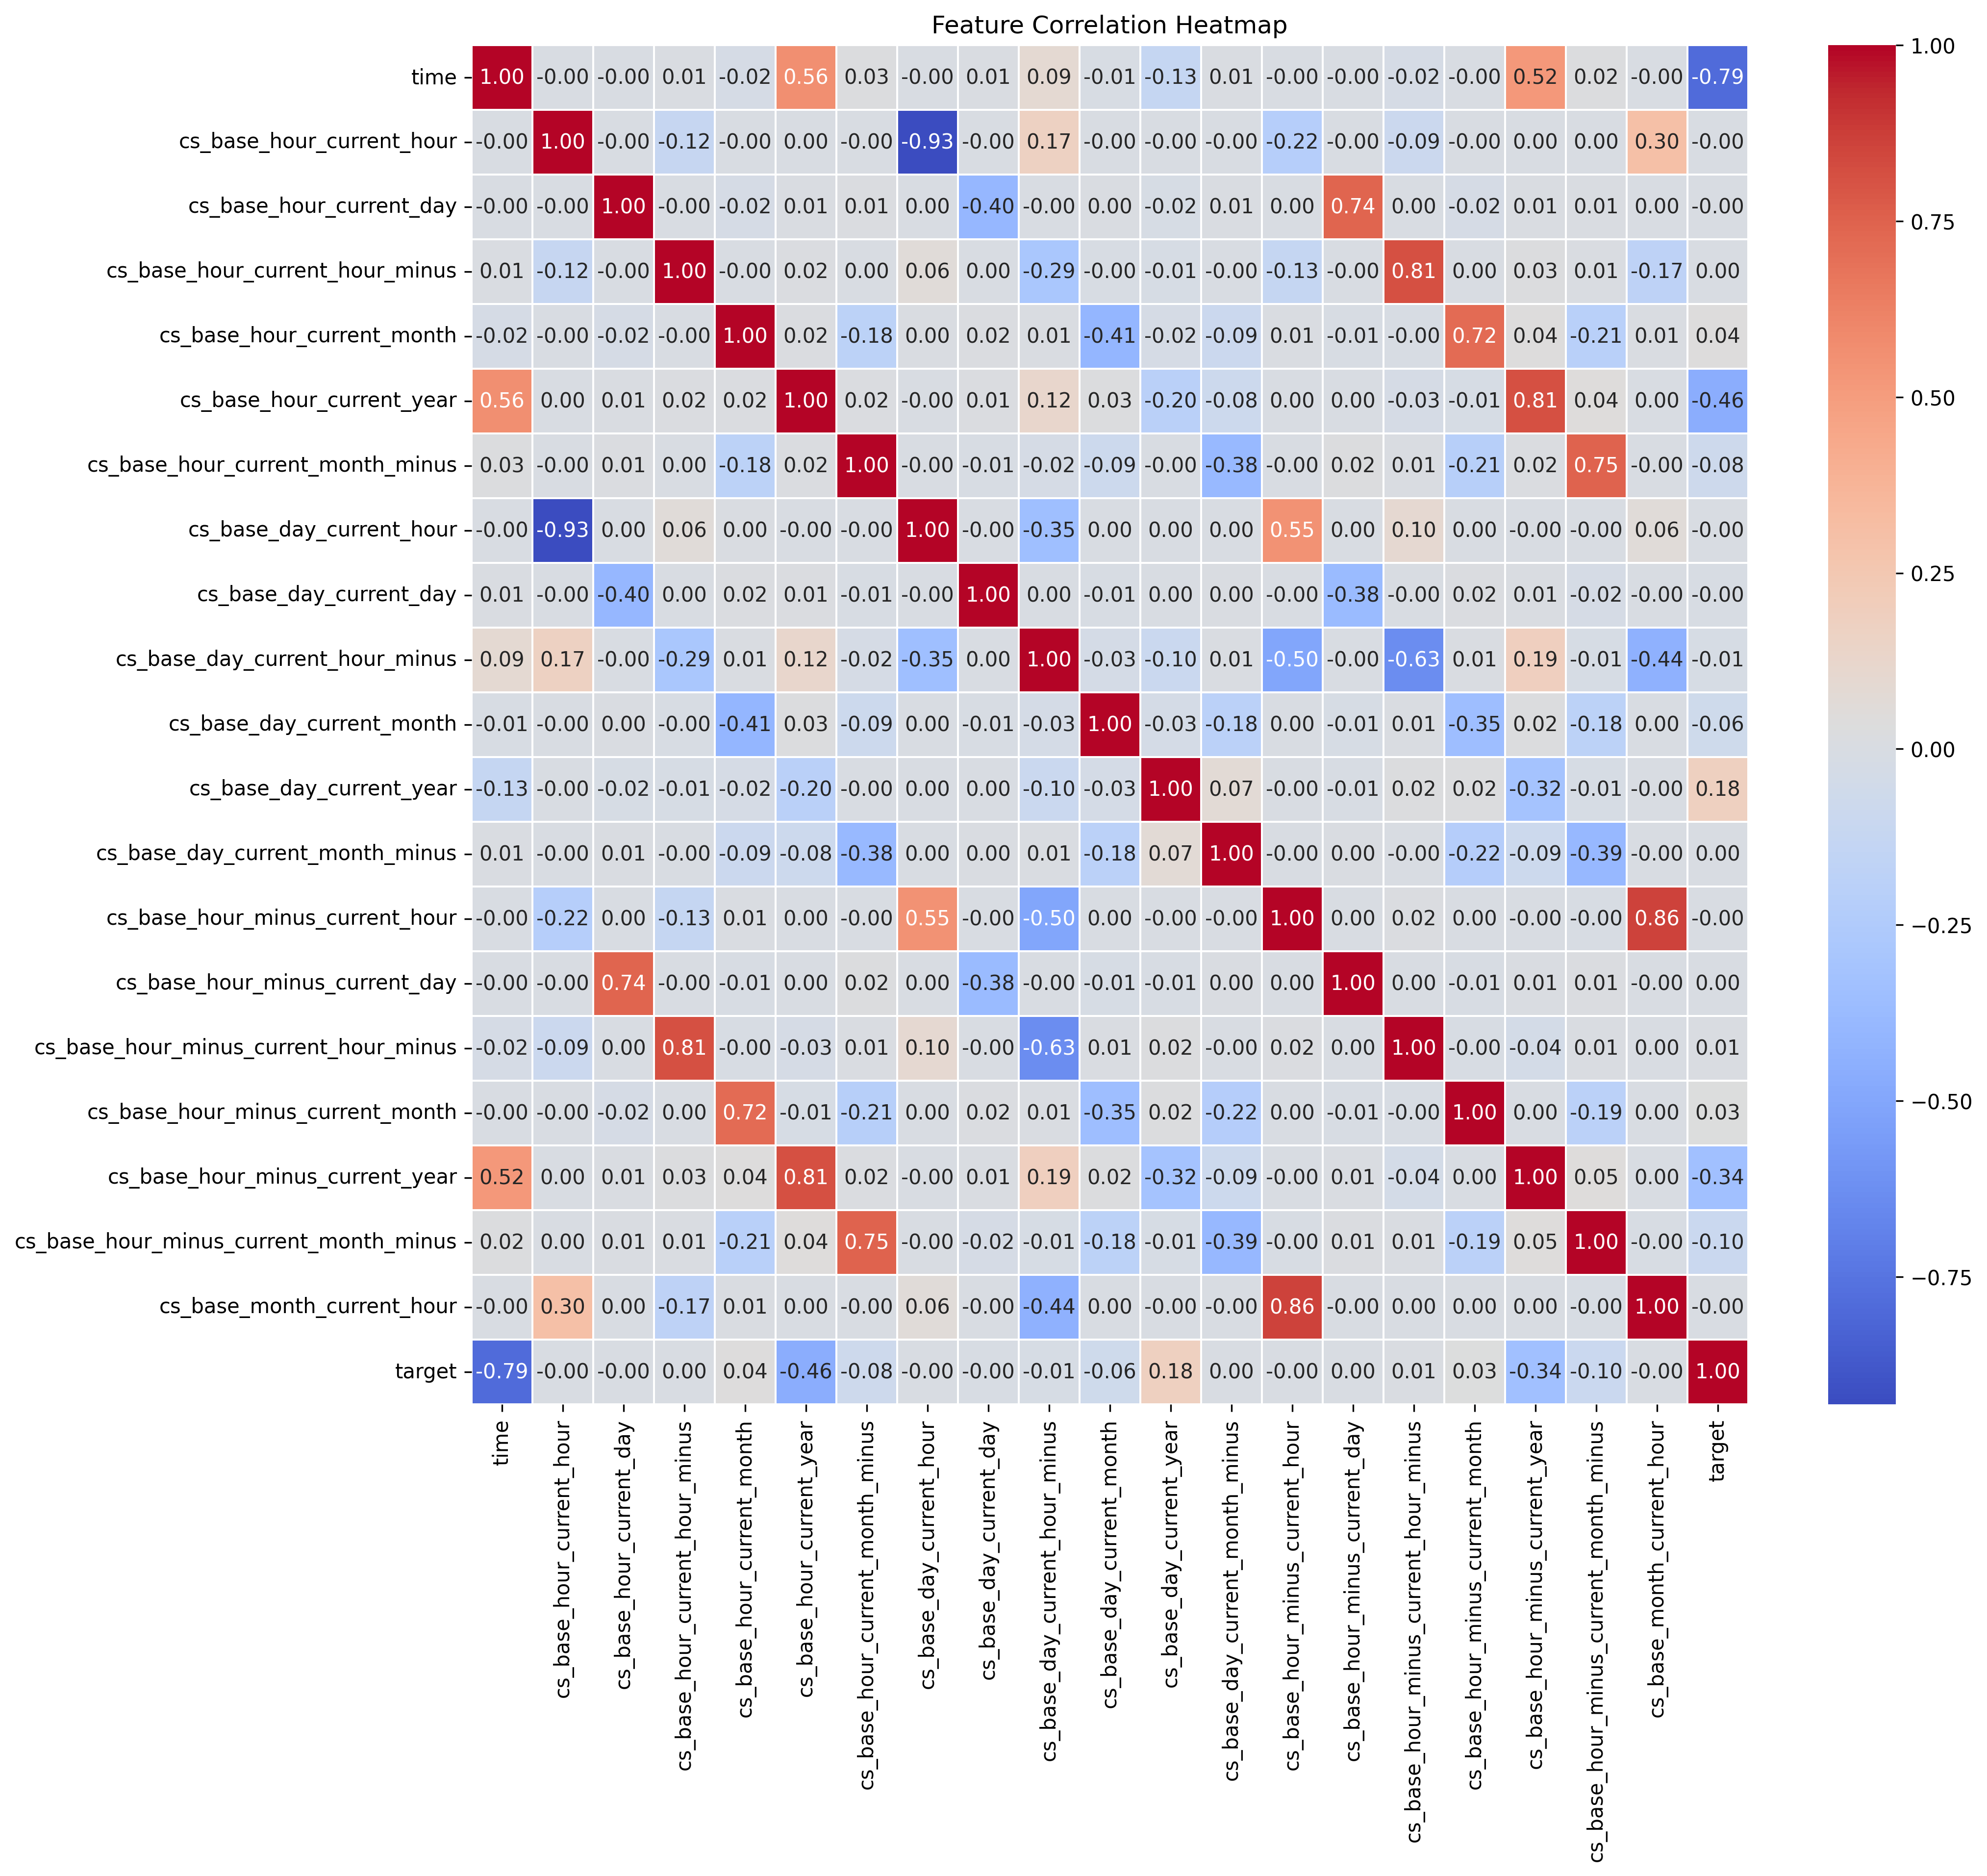 Feature Correlation Heatmap
time 1.00 -0.00 -0.00 0.01 -0.02 0.56 0.03 -0.00 0.01 0.09 -0.01 -0.13 0.01 -0.00 -0.00 -0.02 -0.00 0.52 0.02 -0.00 -0.79
cs_base_hour_current_hour -0.00 1.00 -0.00 -0.12 -0.00 0.00 -0.00 -0.93 -0.00 0.17 -0.00 -0.00 -0.00 -0.22 -0.00 -0.09 -0.00 0.00 0.00 0.30 -0.00
cs_base_hour_current_day -0.00 -0.00 1.00 -0.00 -0.02 0.01 0.01 0.00 -0.40 -0.00 0.00 -0.02 0.01 0.00 0.74 0.00 -0.02 0.01 0.01 0.00 -0.00
cs_base_hour_current_hour_minus 0.01 -0.12 -0.00 1.00 -0.00 0.02 0.00 0.06 0.00 -0.29 -0.00 -0.01 -0.00 -0.13 -0.00 0.81 0.00 0.03 0.01 -0.17 0.00
cs_base_hour_current_month -0.02 -0.00 -0.02 -0.00 1.00 0.02 -0.18 0.00 0.02 0.01 -0.41 -0.02 -0.09 0.01 -0.01 -0.00 0.72 0.04 -0.21 0.01 0.04
cs_base_hour_current_year 0.56 0.00 0.01 0.02 0.02 1.00 0.02 -0.00 0.01 0.12 0.03 -0.20 -0.08 0.00 0.00 -0.03 -0.01 0.81 0.04 0.00 -0.46
cs_base_hour_current_month_minus 0.03 -0.00 0.01 0.00 -0.18 0.02 1.00 -0.00 -0.01 -0.02 -0.09 -0.00 -0.38 -0.00 0.02 0.01 -0.21 0.02 0.75 -0.00 -0.08
cs_base_day_current_hour -0.00 -0.93 0.00 0.06 0.00 -0.00 -0.00 1.00 -0.00 -0.35 0.00 0.00 0.00 0.55 0.00 0.10 0.00 -0.00 -0.00 0.06 -0.00
cs_base_day_current_day 0.01 -0.00 -0.40 0.00 0.02 0.01 -0.01 -0.00 1.00 0.00 -0.01 0.00 0.00 -0.00 -0.38 -0.00 0.02 0.01 -0.02 -0.00 -0.00
cs_base_day_current_hour_minus 0.09 0.17 -0.00 -0.29 0.01 0.12 -0.02 -0.35 0.00 1.00 -0.03 -0.10 0.01 -0.50 -0.00 -0.63 0.01 0.19 -0.01 -0.44 -0.01
cs_base_day_current_month -0.01 -0.00 0.00 -0.00 -0.41 0.03 -0.09 0.00 -0.01 -0.03 1.00 -0.03 -0.18 0.00 -0.01 0.01 -0.35 0.02 -0.18 0.00 -0.06
cs_base_day_current_year -0.13 -0.00 -0.02 -0.01 -0.02 -0.20 -0.00 0.00 0.00 -0.10 -0.03 1.00 0.07 -0.00 -0.01 0.02 0.02 -0.32 -0.01 -0.00 0.18
cs_base_day_current_month_minus 0.01 -0.00 0.01 -0.00 -0.09 -0.08 -0.38 0.00 0.00 0.01 -0.18 0.07 1.00 -0.00 0.00 -0.00 -0.22 -0.09 -0.39 -0.00 0.00
cs_base_hour_minus_current_hour -0.00 -0.22 0.00 -0.13 0.01 0.00 -0.00 0.55 -0.00 -0.50 0.00 -0.00 -0.00 1.00 0.00 0.02 0.00 -0.00 -0.00 0.86 -0.00
cs_base_hour_minus_current_day -0.00 -0.00 0.74 -0.00 -0.01 0.00 0.02 0.00 -0.38 -0.00 -0.01 -0.01 0.00 0.00 1.00 0.00 -0.01 0.01 0.01 -0.00 0.00
cs_base_hour_minus_current_hour_minus -0.02 -0.09 0.00 0.81 -0.00 -0.03 0.01 0.10 -0.00 -0.63 0.01 0.02 -0.00 0.02 0.00 1.00 -0.00 -0.04 0.01 0.00 0.01
cs_base_hour_minus_current_month -0.00 -0.00 -0.02 0.00 0.72 -0.01 -0.21 0.00 0.02 0.01 -0.35 0.02 -0.22 0.00 -0.01 -0.00 1.00 0.00 -0.19 0.00 0.03
cs_base_hour_minus_current_year 0.52 0.00 0.01 0.03 0.04 0.81 0.02 -0.00 0.01 0.19 0.02 -0.32 -0.09 -0.00 0.01 -0.04 0.00 1.00 0.05 0.00 -0.34
cs_base_hour_minus_current_month_minus 0.02 0.00 0.01 0.01 -0.21 0.04 0.75 -0.00 -0.02 -0.01 -0.18 -0.01 -0.39 -0.00 0.01 0.01 -0.19 0.05 1.00 -0.00 -0.10
cs_base_month_current_hour -0.00 0.30 0.00 -0.17 0.01 0.00 -0.00 0.06 -0.00 -0.44 0.00 -0.00 -0.00 0.86 -0.00 0.00 0.00 0.00 -0.00 1.00 -0.00
target -0.79 -0.00 -0.00 0.00 0.04 -0.46 -0.08 -0.00 -0.00 -0.01 -0.06 0.18 0.00 -0.00 0.00 0.01 0.03 -0.34 -0.10 -0.00 1.00
time
cs_base_hour_current_hour
cs_base_hour_current_day
cs_base_hour_current_hour_minus
cs_base_hour_current_month
cs_base_hour_current_year
cs_base_hour_current_month_minus
cs_base_day_current_hour
cs_base_day_current_day
cs_base_day_current_hour_minus
cs_base_day_current_month
cs_base_day_current_year
cs_base_day_current_month_minus
cs_base_hour_minus_current_hour
cs_base_hour_minus_current_day
cs_base_hour_minus_current_hour_minus
cs_base_hour_minus_current_month
cs_base_hour_minus_current_year
cs_base_hour_minus_current_month_minus
cs_base_month_current_hour
target
1.00
0.75
0.50
0.25
0.00
−0.25
−0.50
−0.75